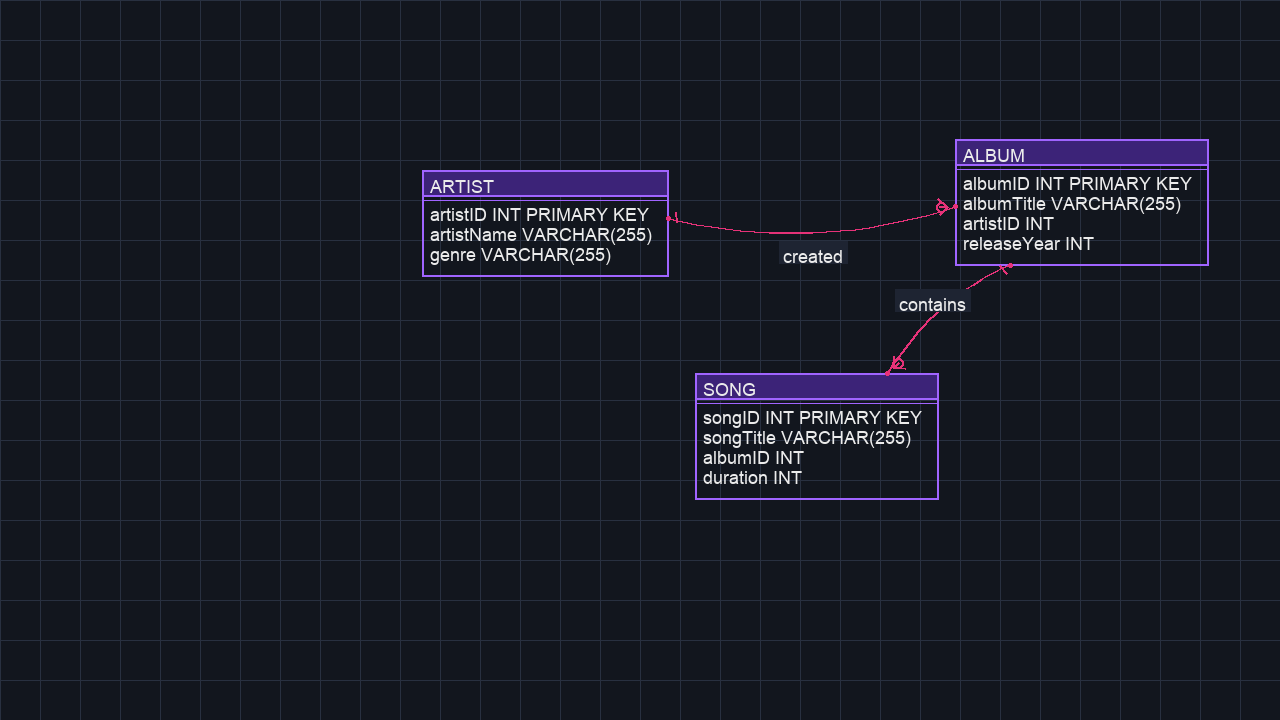 ARTIST
artistID INT PRIMARY KEY
artistName VARCHAR(255)
genre VARCHAR(255)
created
ALBUM
albumID INT PRIMARY KEY
albumTitle VARCHAR(255)
artistID INT
releaseYear INT
contains
SONG
songID INT PRIMARY KEY
songTitle VARCHAR(255)
albumID INT
duration INT